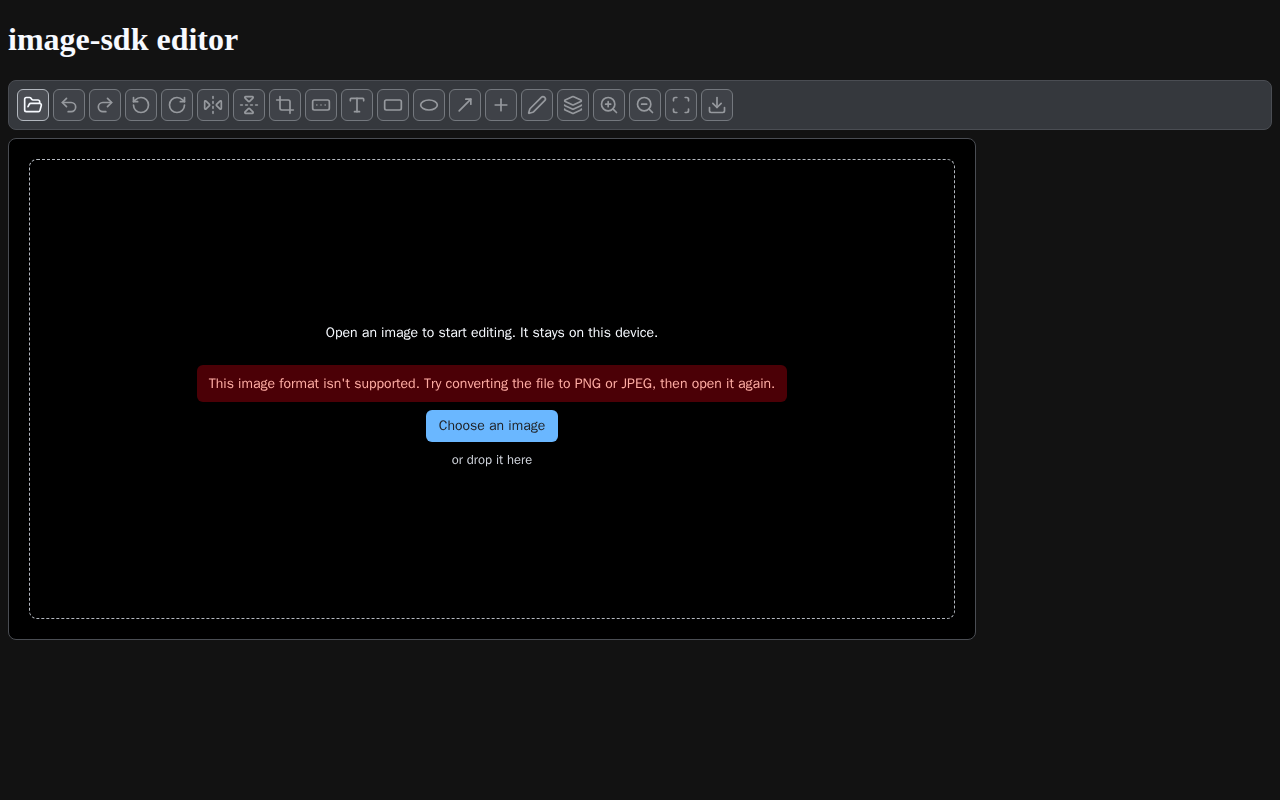 image-sdk editor
Open an image to start editing. It stays on this device.
This image format isn't supported. Try converting the file to PNG or JPEG, then open it again.
Choose an image
or drop it here